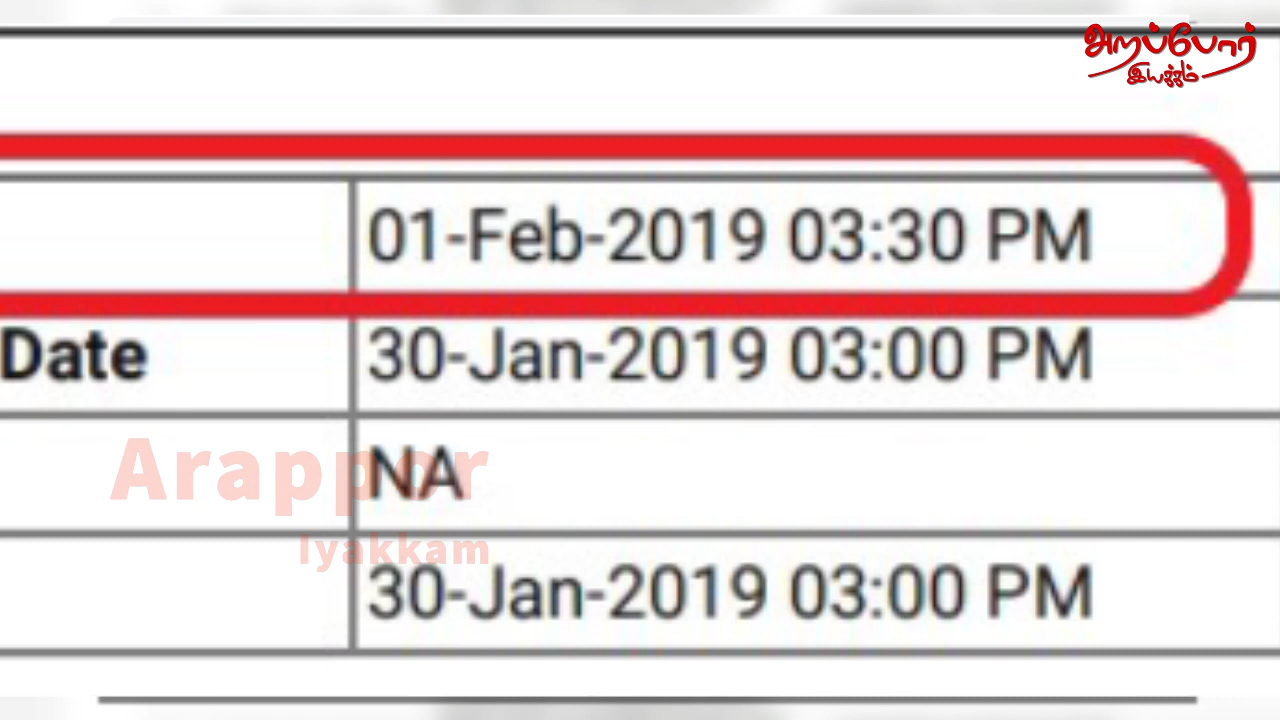 அறப்போர்
இயக்கம்
01-Feb-2019 03:30 PM
Date 30-Jan-2019 03:00 PM
NA
Arappor
Iyakkam
30-Jan-2019 03:00 PM